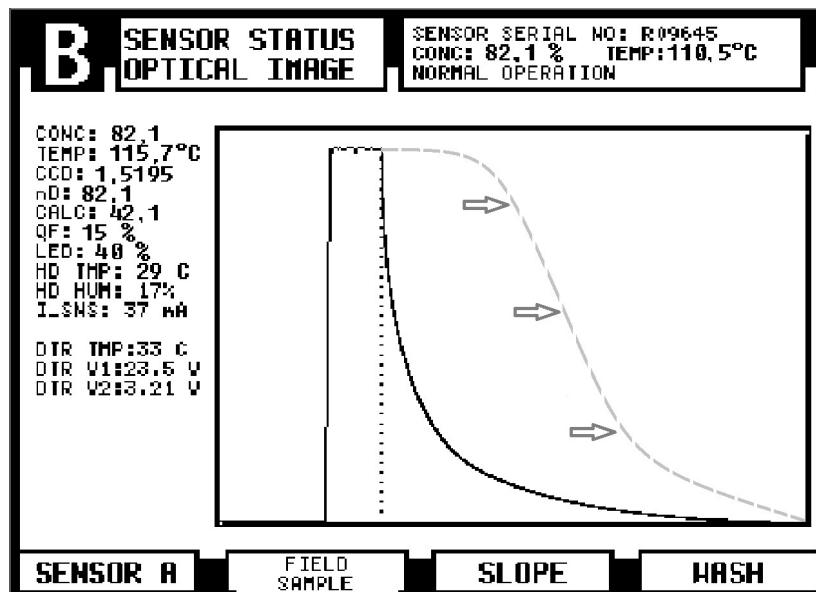 B
SENSOR STATUS
OPTICAL IMAGE
SENSOR SERIAL NO: R09645
CONC: 82,1 % TEMP:110,5°C
NORMAL OPERATION
CONC: 82,1
TEMP: 115,7°C
CCD: 1,5195
nD: 82,1
CALC: 42,1
QF: 15 %
LED: 40 %
HD TMP: 29 C
HD HUM: 17%
I_SNS: 37 mA
DTR TMP:33 C
DTR V1:23.5 V
DTR V2:3.21 V
SENSOR A
FIELD
SAMPLE
SLOPE
WASH